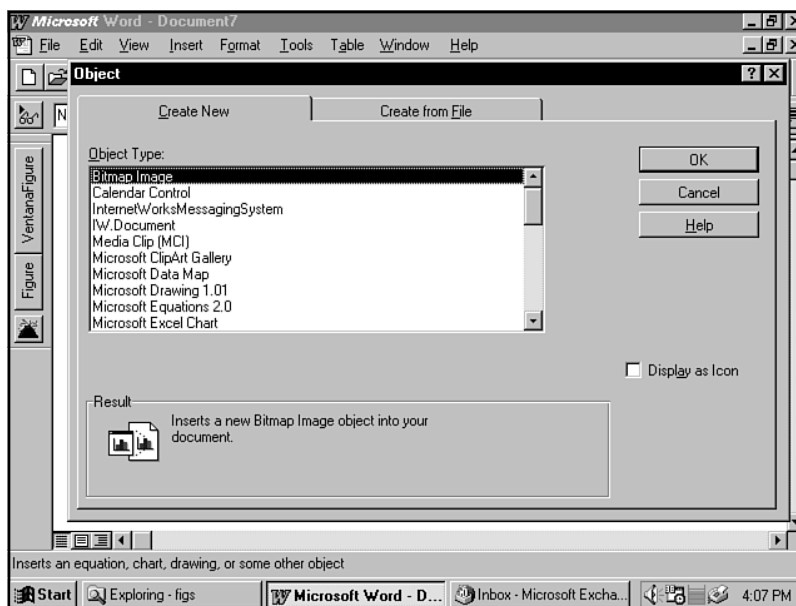 Microsoft Word - Document7
File Edit View Insert Format Tools Table Window Help
Object
Create New Create from File
N
Object Type:
Bitmap Image
Calendar Control
InternetWorksMessagingSystem
IW.Document
Media Clip (MCI)
Microsoft ClipArt Gallery
Microsoft Data Map
Microsoft Drawing 1.01
Microsoft Equations 2.0
Microsoft Excel Chart
OK
Cancel
Help
VentanaFigure
Figure
Display as Icon
Result
Inserts a new Bitmap Image object into your
document.
Inserts an equation, chart, drawing, or some other object
Start Exploring - figs Microsoft Word - D... Inbox - Microsoft Excha... 4:07 PM